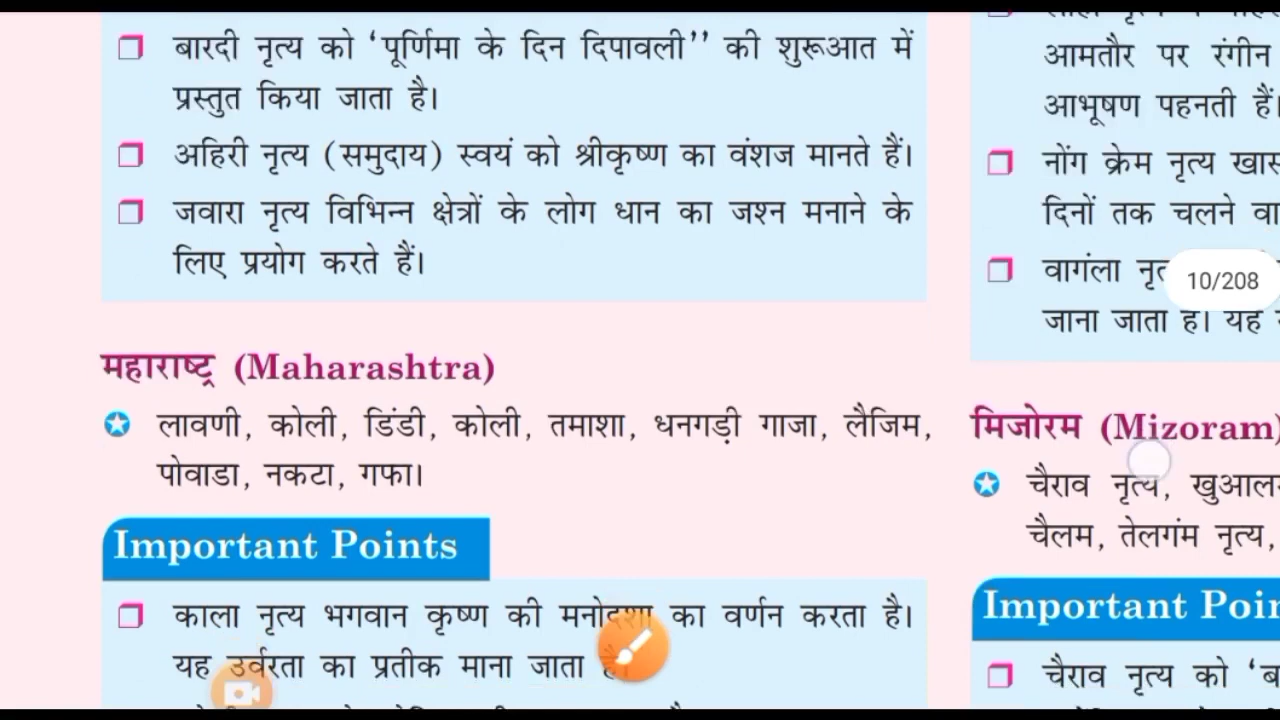 बारदी नृत्य को ‘पूर्णिमा के दिन दिपावली’’ की शुरूआत में
प्रस्तुत किया जाता है।
अहिरी नृत्य (समुदाय) स्वयं को श्रीकृष्ण का वंशज मानते हैं।
जवारा नृत्य विभिन्न क्षेत्रों के लोग धान का जश्न मनाने के
लिए प्रयोग करते हैं।
महाराष्ट्र (Maharashtra)
लावणी, कोली, डिंडी, कोली, तमाशा, धनगड़ी गाजा, लैजिम,
पोवाडा, नकटा, गफा।
Important Points
काला नृत्य भगवान कृष्ण की मनोदशा का वर्णन करता है।
यह उर्वरता का प्रतीक माना जाता है।
आमतौर पर रंगीन
आभूषण पहनती हैं।
नोंग क्रेम नृत्य
दिनों तक चलने
वागंला
जाना जाता है। यह
10/208
मिजोरम (Mizoram)
चैराव नृत्य,
चैलम, तेलगंम नृत्य,
Important
चैराव नृत्य को